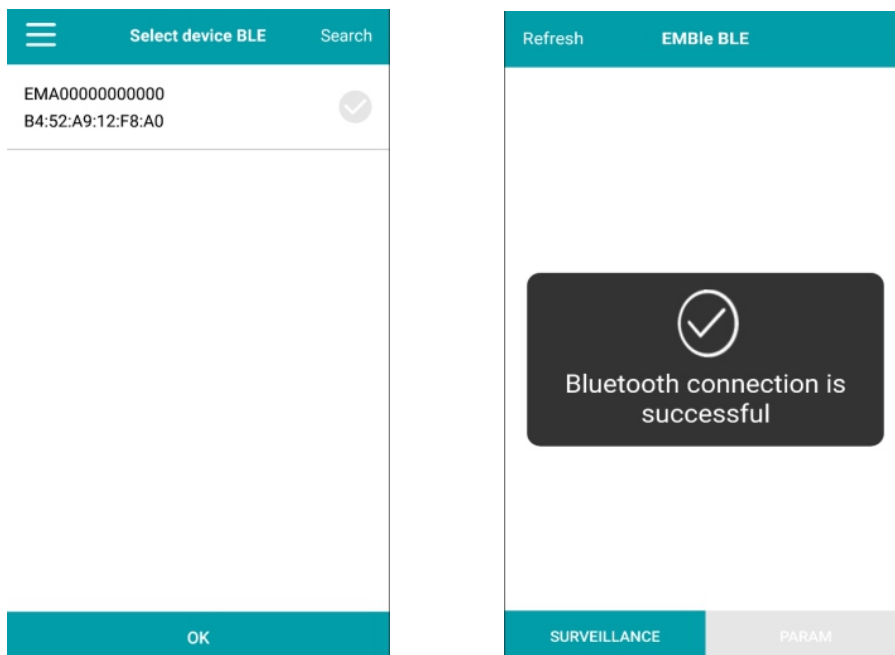 Select device BLE
Search
EMA00000000000
B4:52:A9:12:F8:A0
OK
Refresh
EMBle BLE
Bluetooth connection is
successful
SURVEILLANCE
PARAM